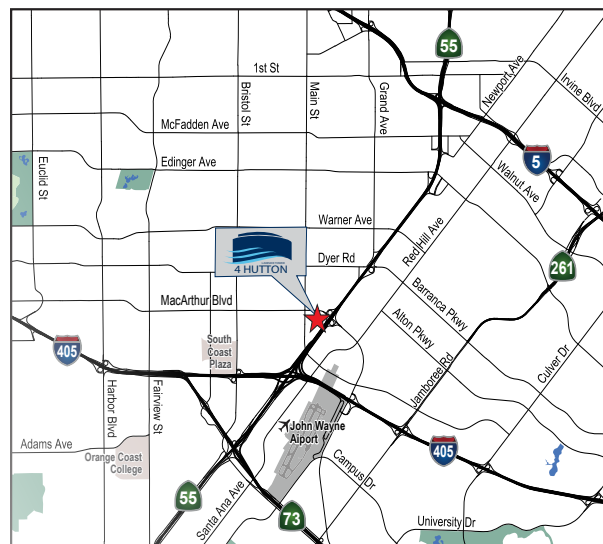 55
1st St
Bristol St
Main St
Grand Ave
Newport Ave
Irvine Blvd
McFadden Ave
Euclid St
Edinger Ave
5
Walnut Ave
Warner Ave
Red Hill Ave
4 HUTTON
Dyer Rd
261
Barranca Pkwy
MacArthur Blvd
Alton Pkwy
405
South
Coast
Plaza
Jamboree Rd
Culver Dr
Harbor Blvd
Fairview St
John Wayne
Aiport
Adams Ave
Orange Coast
College
405
Campus Dr
55
Santa Ana Ave
73
University Dr